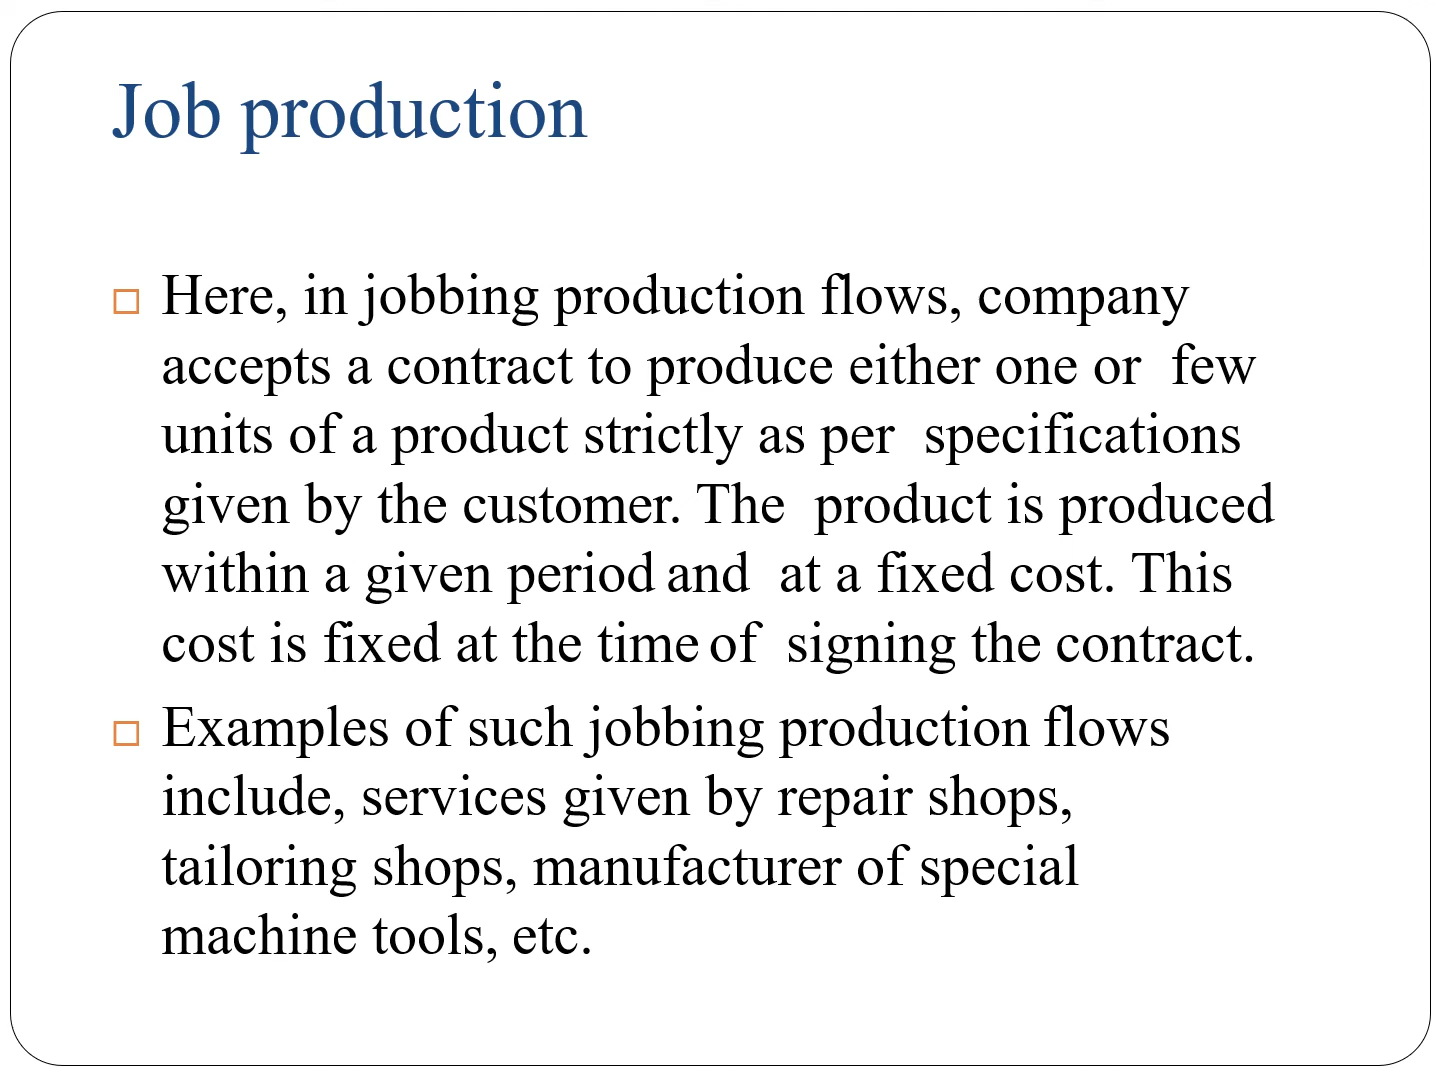 Job production
Here, in jobbing production flows, company
accepts a contract to produce either one or  few
units of a product strictly as per  specifications
given by the customer. The  product is produced
within a given period and  at a fixed cost. This
cost is fixed at the time of  signing the contract.
Examples of such jobbing production flows
include, services given by repair shops,
tailoring shops, manufacturer of special
machine tools, etc.